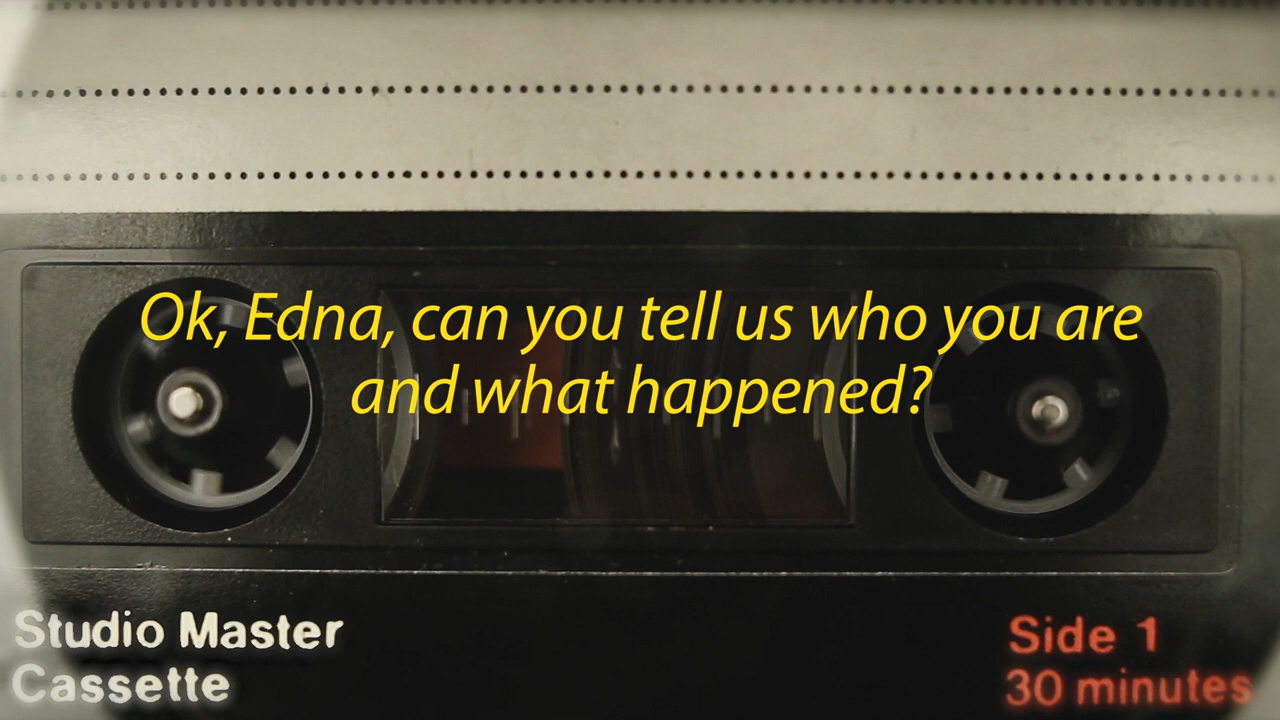 Ok, Edna, can you tell us who you are
and what happened?
Studio Master
Cassette
Side 1
30 minutes